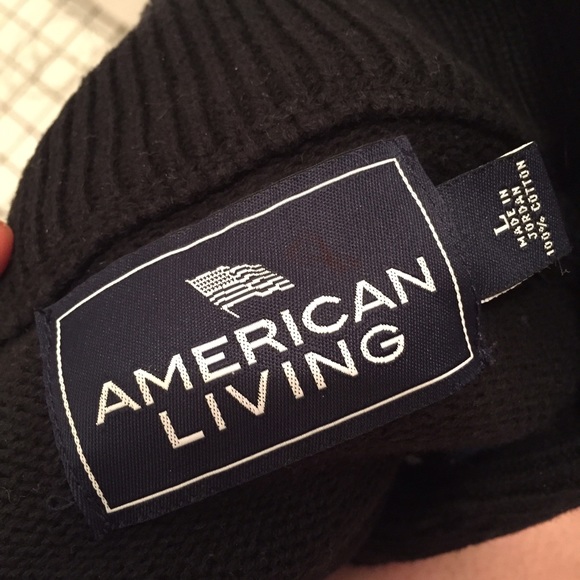 AMERICAN
LIVING
L
MADE IN
JORDAN
100% COTTON